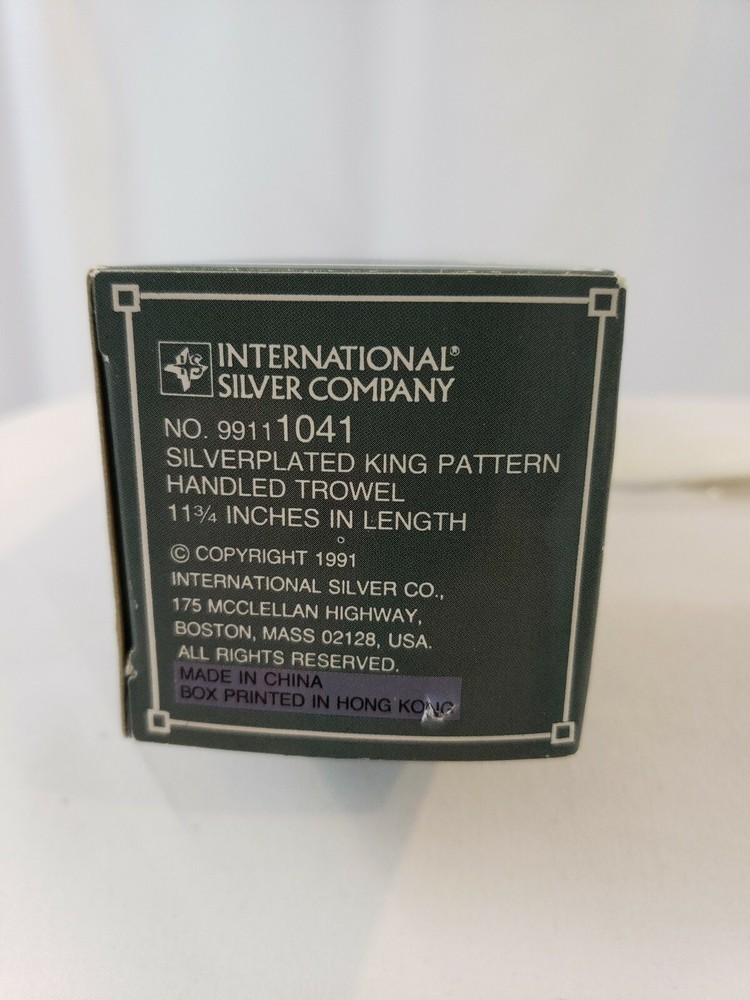 INTERNATIONAL®
SILVER COMPANY
NO. 99111041
SILVERPLATED KING PATTERN
HANDLED TROWEL
11¾ INCHES IN LENGTH
© COPYRIGHT 1991
INTERNATIONAL SILVER CO.,
175 MCCLELLAN HIGHWAY,
BOSTON, MASS 02128, USA.
ALL RIGHTS RESERVED.
MADE IN CHINA
BOX PRINTED IN HONG KONG